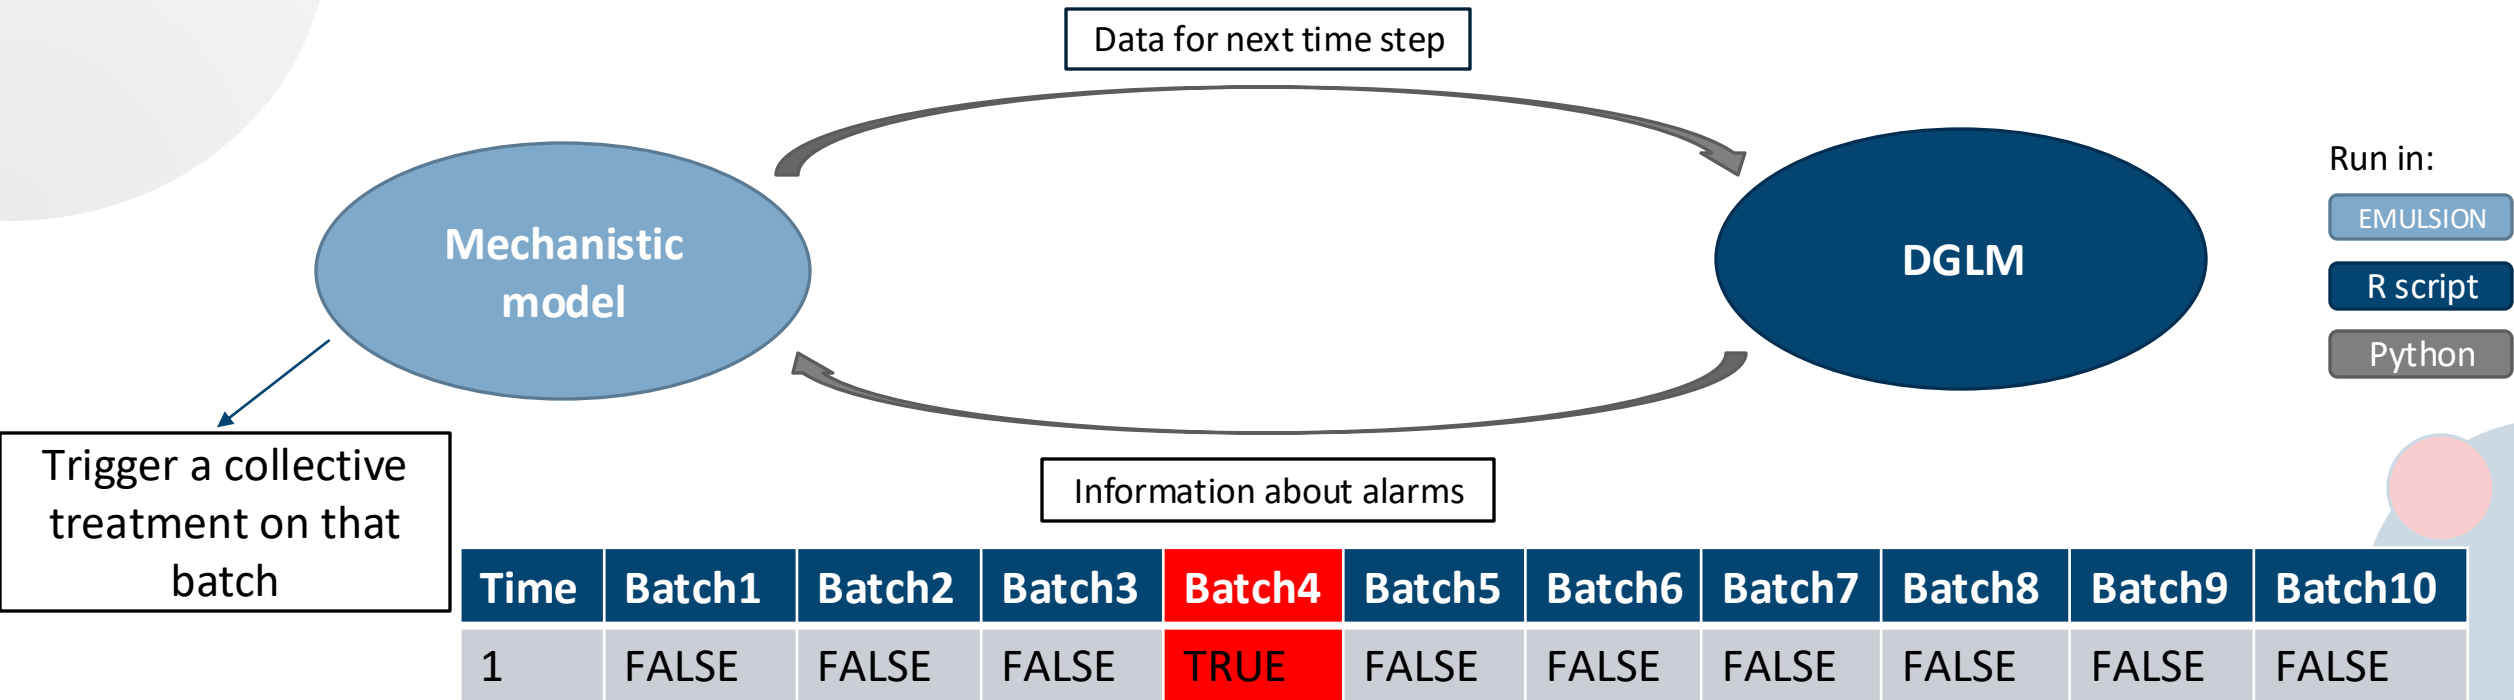 Data for next time step
Mechanistic
model
DGLM
Run in:
EMULSION
R script
Python
Trigger a collective
treatment on that
batch
Information about alarms
Time Batch1 Batch2 Batch3 Batch4 Batch5 Batch6 Batch7 Batch8 Batch9 Batch10
1 FALSE FALSE FALSE TRUE FALSE FALSE FALSE FALSE FALSE FALSE